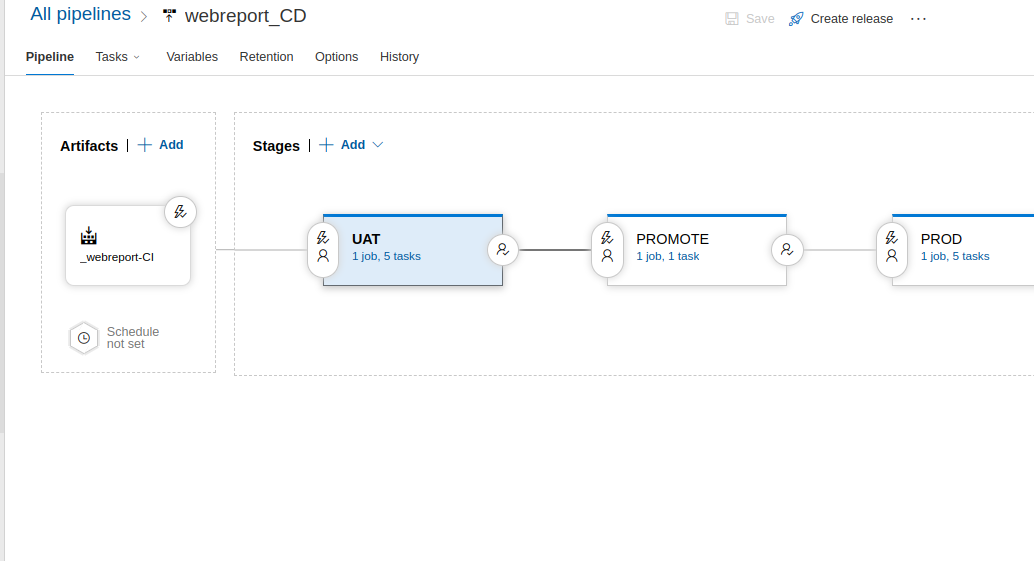 All pipelines > webreport_CD
Save Create release ...
Pipeline Tasks Variables Retention Options History
Artifacts | + Add
Stages | + Add
_webreport-CI
UAT
1 job, 5 tasks
PROMOTE
1 job, 1 task
PROD
1 job, 5 tasks
Schedule
not set